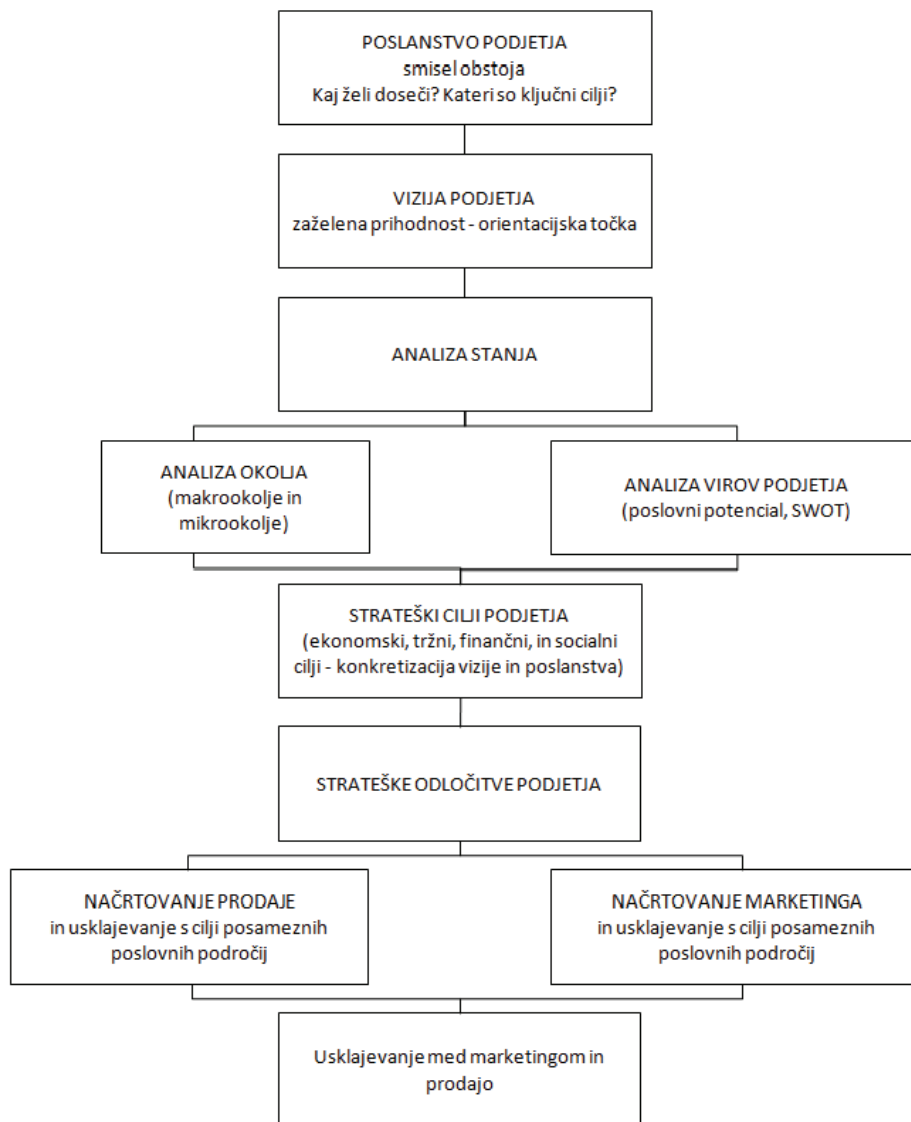 POSLANSTVO PODJETJA
smisel obstoja
Kaj želi doseči? Kateri so ključni cilji?
VIZIJA PODJETJA
zaželena prihodnost - orientacijska točka
ANALIZA STANJA
ANALIZA OKOLJA
(makrookolje in
mikrookolje)
ANALIZA VIROV PODJETJA
(poslovni potencial, SWOT)
STRATEŠKI CILJI PODJETJA
(ekonomski, tržni, finančni, in socialni
cilji - konkretizacija vizije in poslanstva)
STRATEŠKE ODLOČITVE PODJETJA
NAČRTOVANJE PRODAJE
in usklajevanje s cilji posameznih
poslovnih področij
NAČRTOVANJE MARKETINGA
in usklajevanje s cilji posameznih
poslovnih področij
Usklajevanje med marketingom in
prodajo